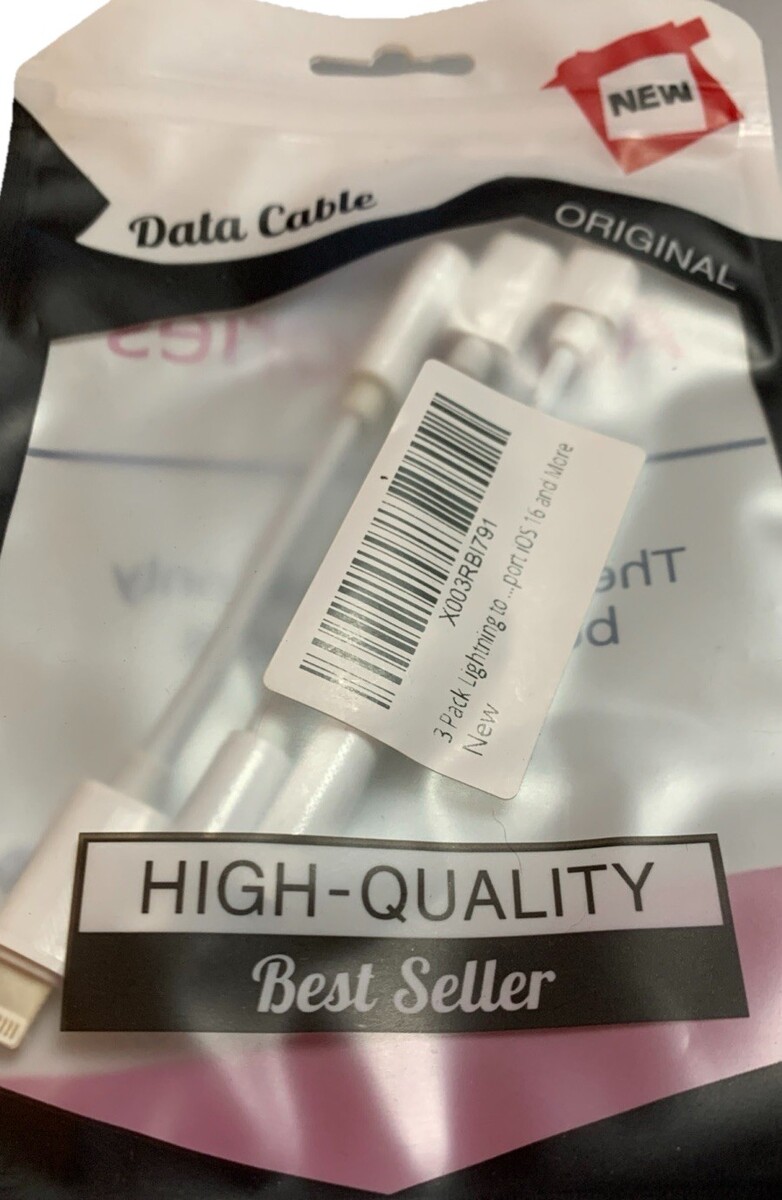 NEW
Data Cable
ORIGINAL
X003RBI791
3 Pack Lightning to ...port iOS 16 and More
New
The
HIGH-QUALITY
Best Seller